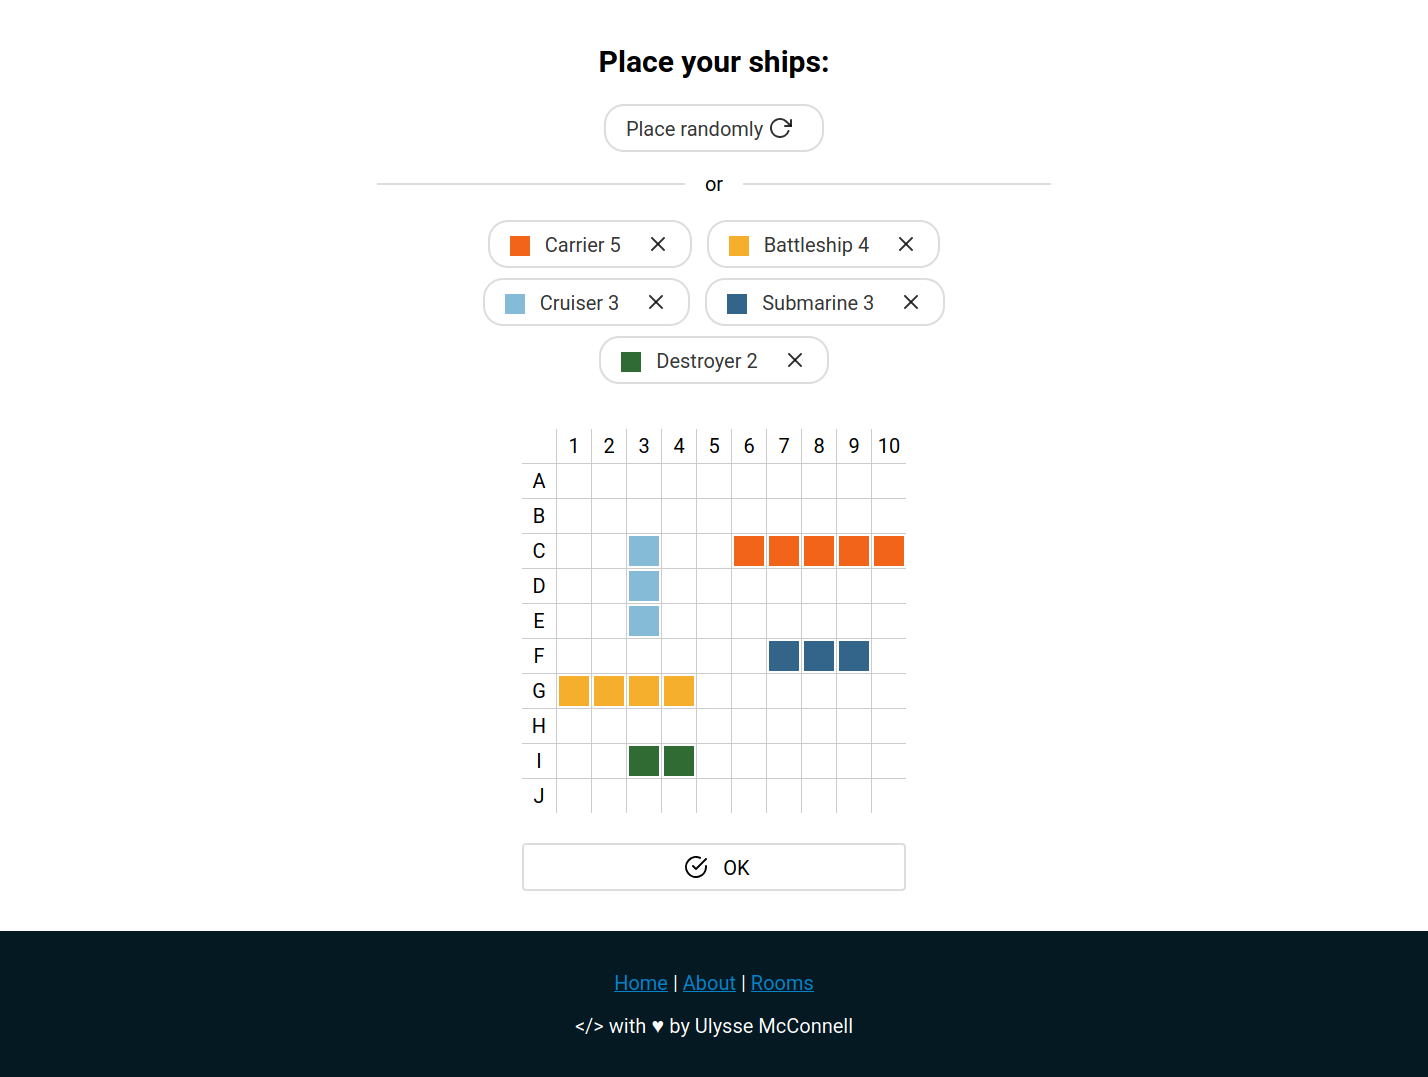 Place your ships:
Place randomly
or
Carrier 5 Battleship 4
Cruiser 3 Submarine 3
Destroyer 2
1 2 3 4 5 6 7 8 9 10
A
B
C
D
E
F
G
H
I
J
OK
Home | About | Rooms
</> with ♥ by Ulysse McConnell